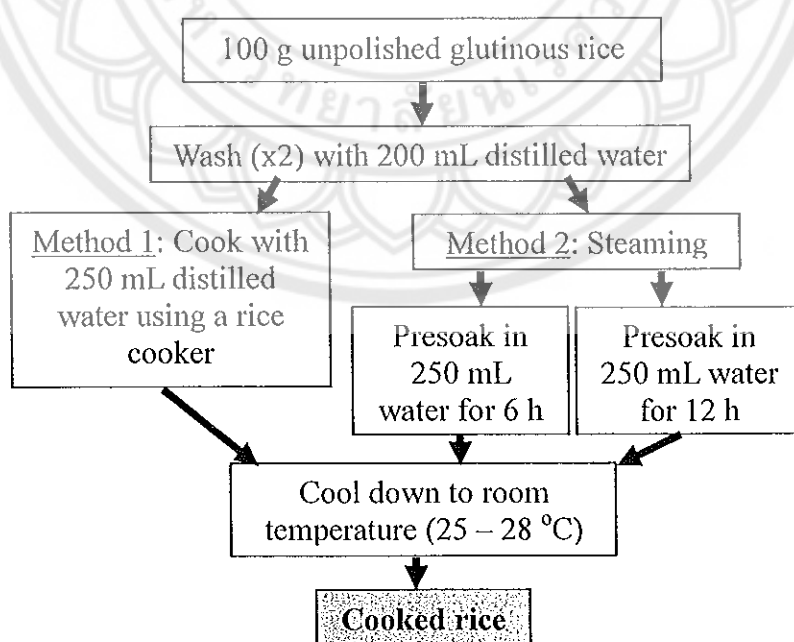 100 g unpolished glutinous rice
Wash (x2) with 200 mL distilled water
Method 1: Cook with
250 mL distilled
water using a rice
cooker
Method 2: Steaming
Presoak in
250 mL
water for 6 h
Presoak in
250 mL water
for 12 h
Cool down to room
temperature (25 – 28 °C)
Cooked rice